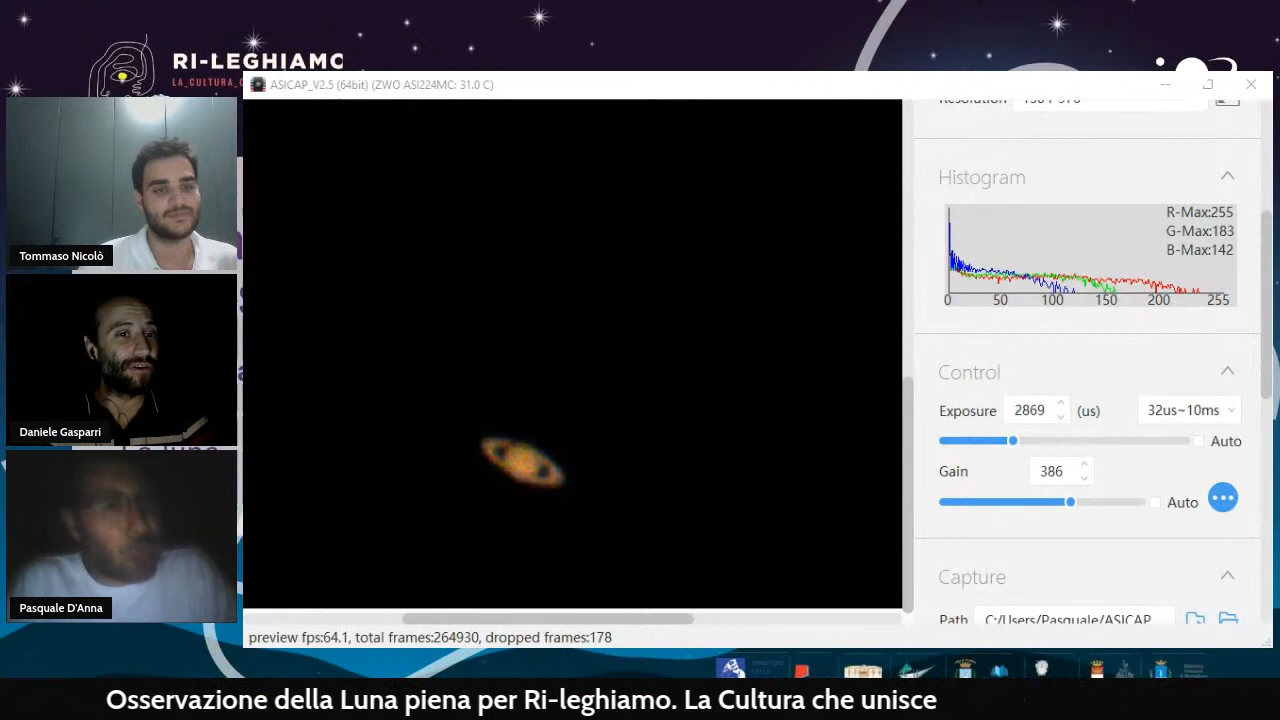 RI-LEGHIAMO
LA_CULTURA_
ASICAP_V2.5 (64bit) (ZWO ASI224MC: 31.0 C)
Resolution
Histogram
R-Max:255
G-Max:183
B-Max:142
0 50 100 150 200 255
Control
Exposure 2869 (us) 32us~10ms
Auto
Gain 386
Auto
Capture
Path C:/Users/Pasquale/ASICAP
preview fps:64.1, total frames:264930, dropped frames:178
Tommaso Nicolò
Daniele Gasparri
Pasquale D'Anna
Osservazione della Luna piena per Ri-leghiamo. La Cultura che unisce